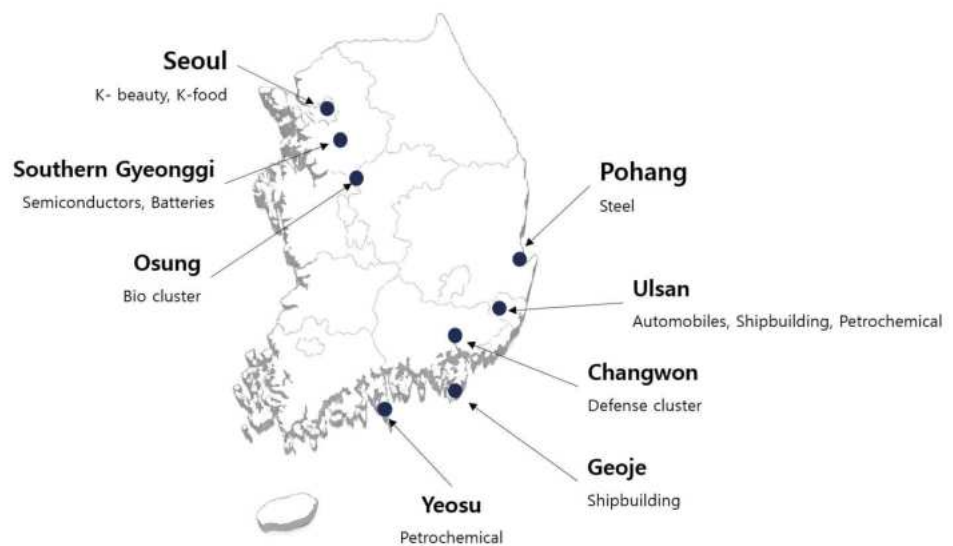 Seoul
K- beauty, K-food
Southern Gyeonggi
Semiconductors, Batteries
Osung
Bio cluster
Pohang
Steel
Ulsan
Automobiles, Shipbuilding, Petrochemical
Changwon
Defense cluster
Geoje
Shipbuilding
Yeosu
Petrochemical